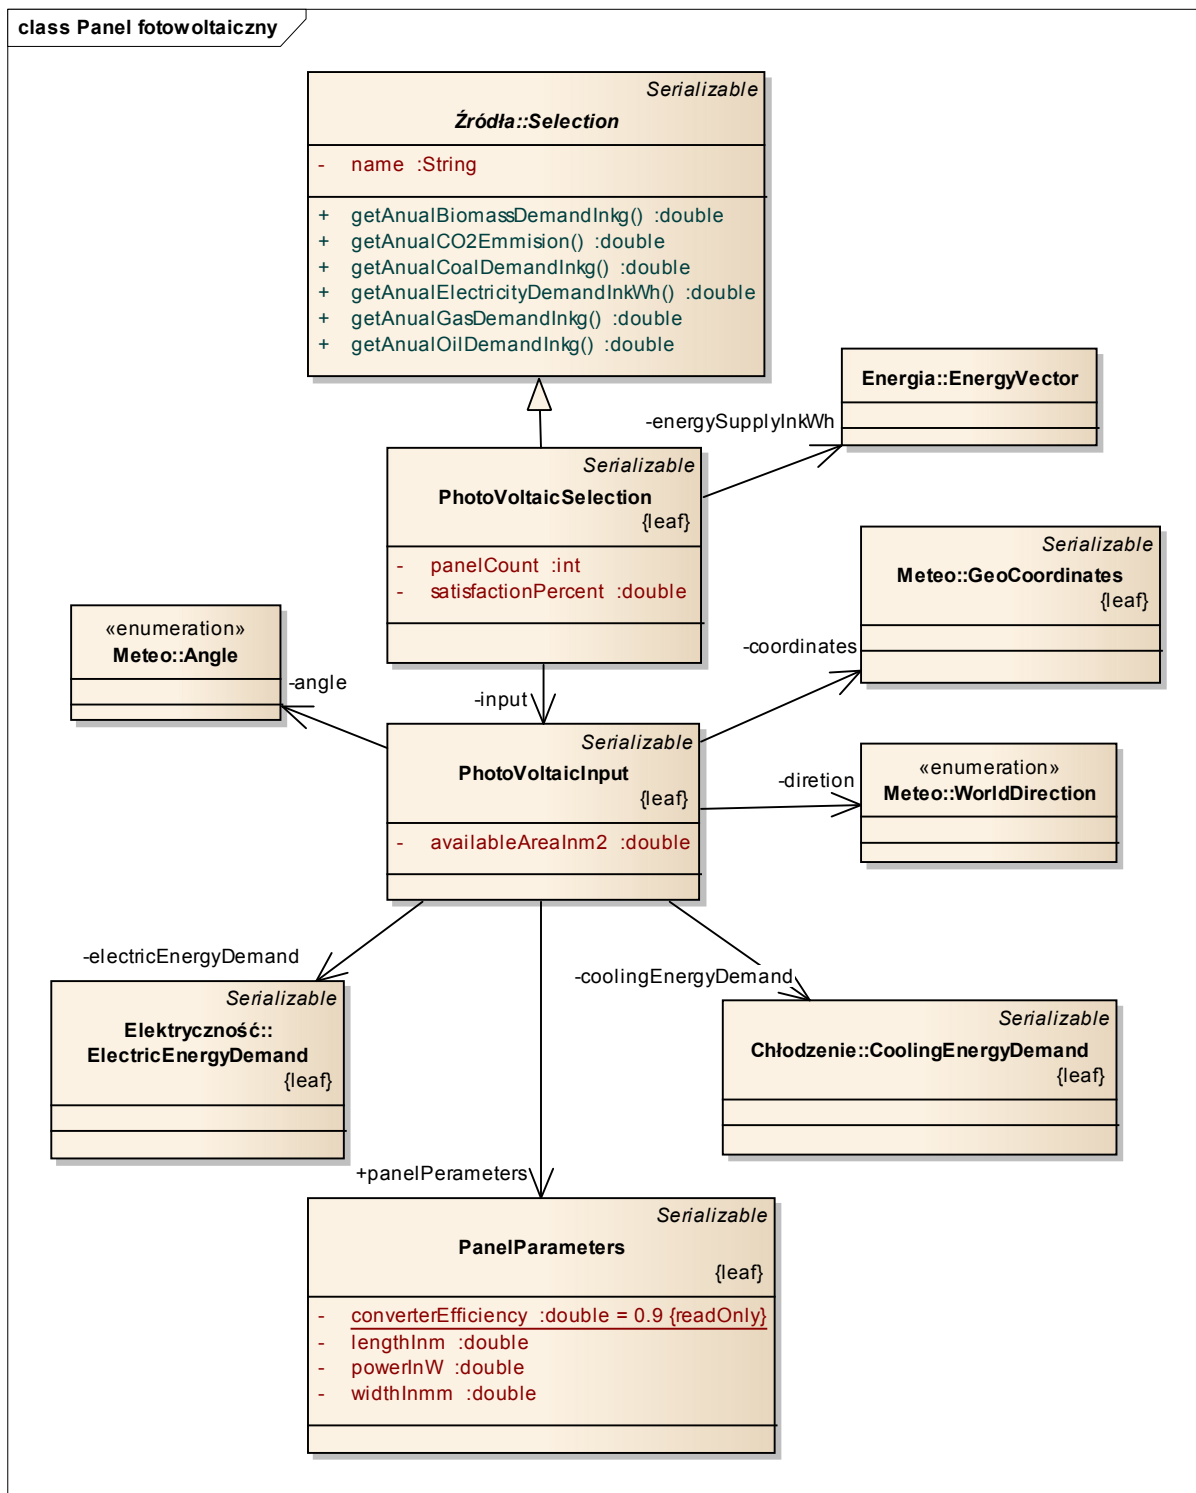 class Panel fotowoltaiczny
Serializable
Źródła::Selection
- name :String
+ getAnualBiomassDemandInkg() :double
+ getAnualCO2Emmision() :double
+ getAnualCoalDemandInkg() :double
+ getAnualElectricityDemandInkWh() :double
+ getAnualGasDemandInkg() :double
+ getAnualOilDemandInkg() :double
Energia::EnergyVector
-energySupplyInkWh
Serializable
PhotoVoltaicSelection
{leaf}
- panelCount :int
- satisfactionPercent :double
Serializable
Meteo::GeoCoordinates
{leaf}
«enumeration»
Meteo::Angle
-coordinates
-angle
-input
Serializable
PhotoVoltaicInput
{leaf}
- availableAreaInm2 :double
«enumeration»
Meteo::WorldDirection
-diretion
-electricEnergyDemand
-coolingEnergyDemand
Serializable
Elektryczność::
ElectricEnergyDemand
{leaf}
Serializable
Chłodzenie::CoolingEnergyDemand
{leaf}
+panelPerameters
Serializable
PanelParameters
{leaf}
- converterEfficiency :double = 0.9 {readOnly}
- lengthInm :double
- powerInW :double
- widthInmm :double